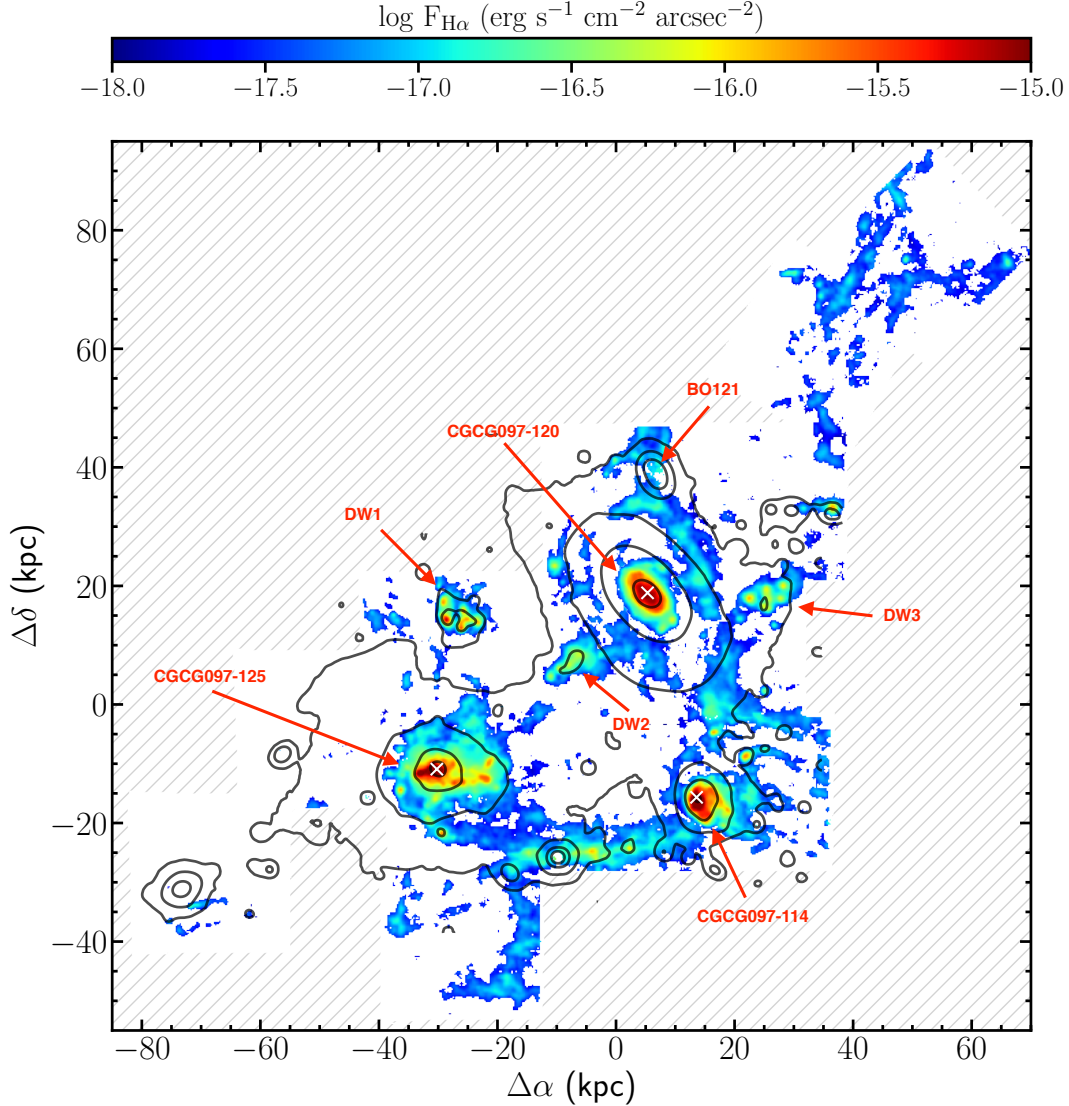 log F_Hα (erg s⁻¹ cm⁻² arcsec⁻²)
−18.0 −17.5 −17.0 −16.5 −16.0 −15.5 −15.0
80
60
BO121
CGCG097-120
40
DW1
20
DW3
CGCG097-125
DW2
0
−20
CGCG097-114
−40
Δδ (kpc)
−80 −60 −40 −20 0 20 40 60
Δα (kpc)